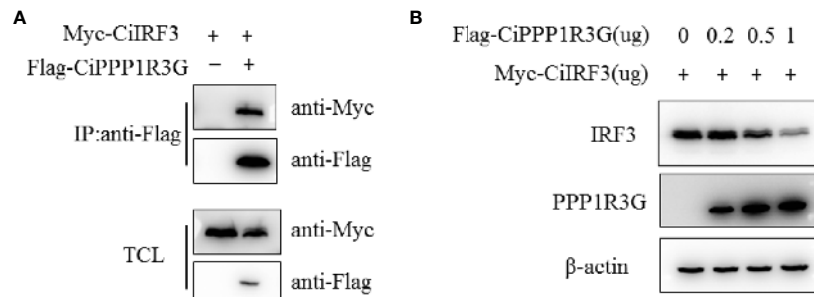 A
Myc-CiIRF3 + +
Flag-CiPPP1R3G − +
IP:anti-Flag
anti-Myc
anti-Flag
TCL
anti-Myc
anti-Flag
B
Flag-CiPPP1R3G(ug) 0 0.2 0.5 1
Myc-CiIRF3(ug) + + + +
IRF3
PPP1R3G
β-actin